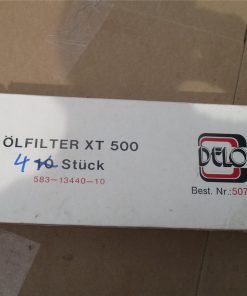 ÖLFILTER XT 500
4 10 Stück
583-13440-10
DELO
Best. Nr.:507